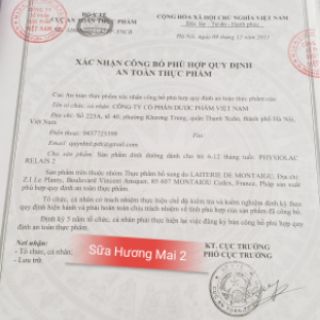 BỘ Y TẾ
CỤC AN TOÀN THỰC PHẨM
CỘNG HÒA XÃ HỘI CHỦ NGHĨA VIỆT NAM
Độc lập - Tự do - Hạnh phúc
Hà Nội, ngày 09 tháng 12
XÁC NHẬN CÔNG BỐ PHÙ HỢP QUY ĐỊNH
AN TOÀN THỰC PHẨM
Cục An toàn thực phẩm xác nhận công bố phù hợp quy định an toàn thực phẩm của:
Tên tổ chức, cá nhân: CÔNG TY CỔ PHẦN DƯỢC PHẨM VIỆT NAM
Địa chỉ: Số 223A, tổ 40, phường Khương Trung, quận Thanh Xuân, thành phố Hà Nội,
Việt Nam
Điện thoại: 0437725399
Email:
Cho sản phẩm: Sản phẩm dinh dưỡng dành cho trẻ 6-12 tháng tuổi: PHYSIOLAC
RELAIS 2
Sản phẩm trên thuộc nhóm: Thực phẩm bổ sung do LAITERIE DE MONTAIGU. Địa chỉ:
Z.I Le Planty, Boulevard Vincent Ansquer, 85 607 MONTAIGU Cedex, France, Pháp sản xuất
phù hợp quy định an toàn thực phẩm.
Tổ chức, cá nhân có trách nhiệm thực hiện chế độ kiểm tra và kiểm nghiệm định kỳ theo
quy định hiện hành và phải hoàn toàn chịu trách nhiệm về tính phù hợp của sản phẩm đã công bố.
Định kỳ 5 năm tổ chức, cá nhân phải thực hiện lại việc đăng ký bản công bố phù hợp quy
định an toàn thực phẩm.
Nơi nhận:
- Tổ chức, cá nhân,
- Lưu trữ.
Sữa Hương Mai 2
KT. CỤC TRƯỞNG
PHÓ CỤC TRƯỞNG